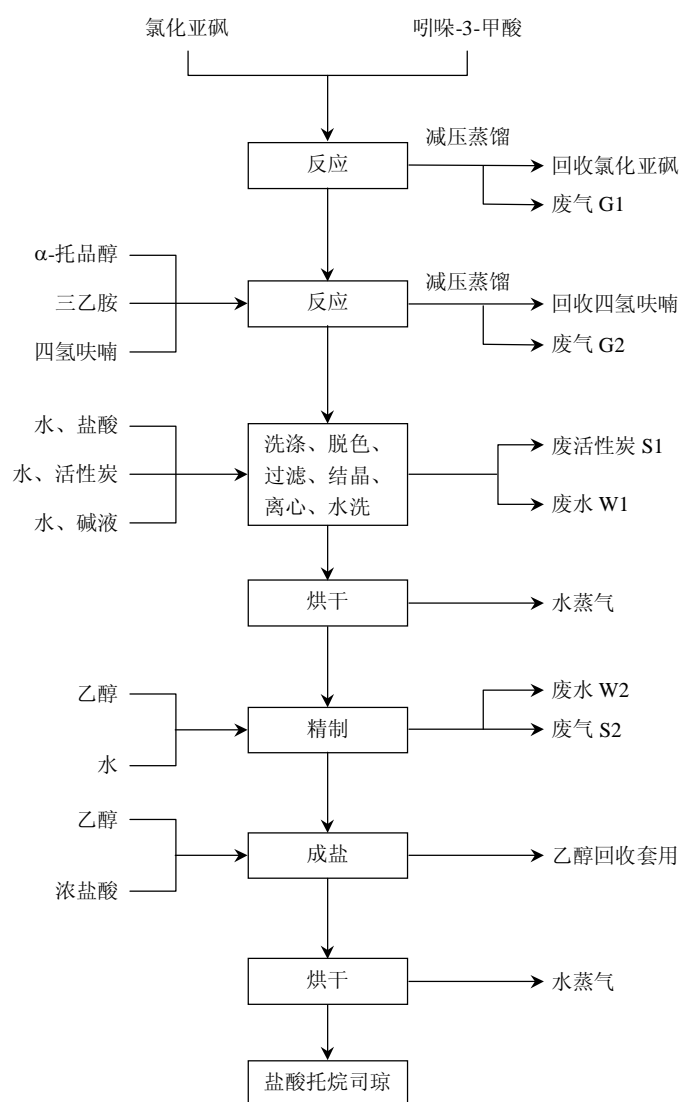 氯化亚砜
吲哚-3-甲酸
减压蒸馏
反应
回收氯化亚砜
废气 G1
α-托品醇
三乙胺
四氢呋喃
减压蒸馏
反应
回收四氢呋喃
废气 G2
水、盐酸
水、活性炭
水、碱液
洗涤、脱色、
过滤、结晶、
离心、水洗
废活性炭 S1
废水 W1
烘干
水蒸气
乙醇
水
精制
废水 W2
废气 S2
乙醇
浓盐酸
成盐
乙醇回收套用
烘干
水蒸气
盐酸托烷司琼